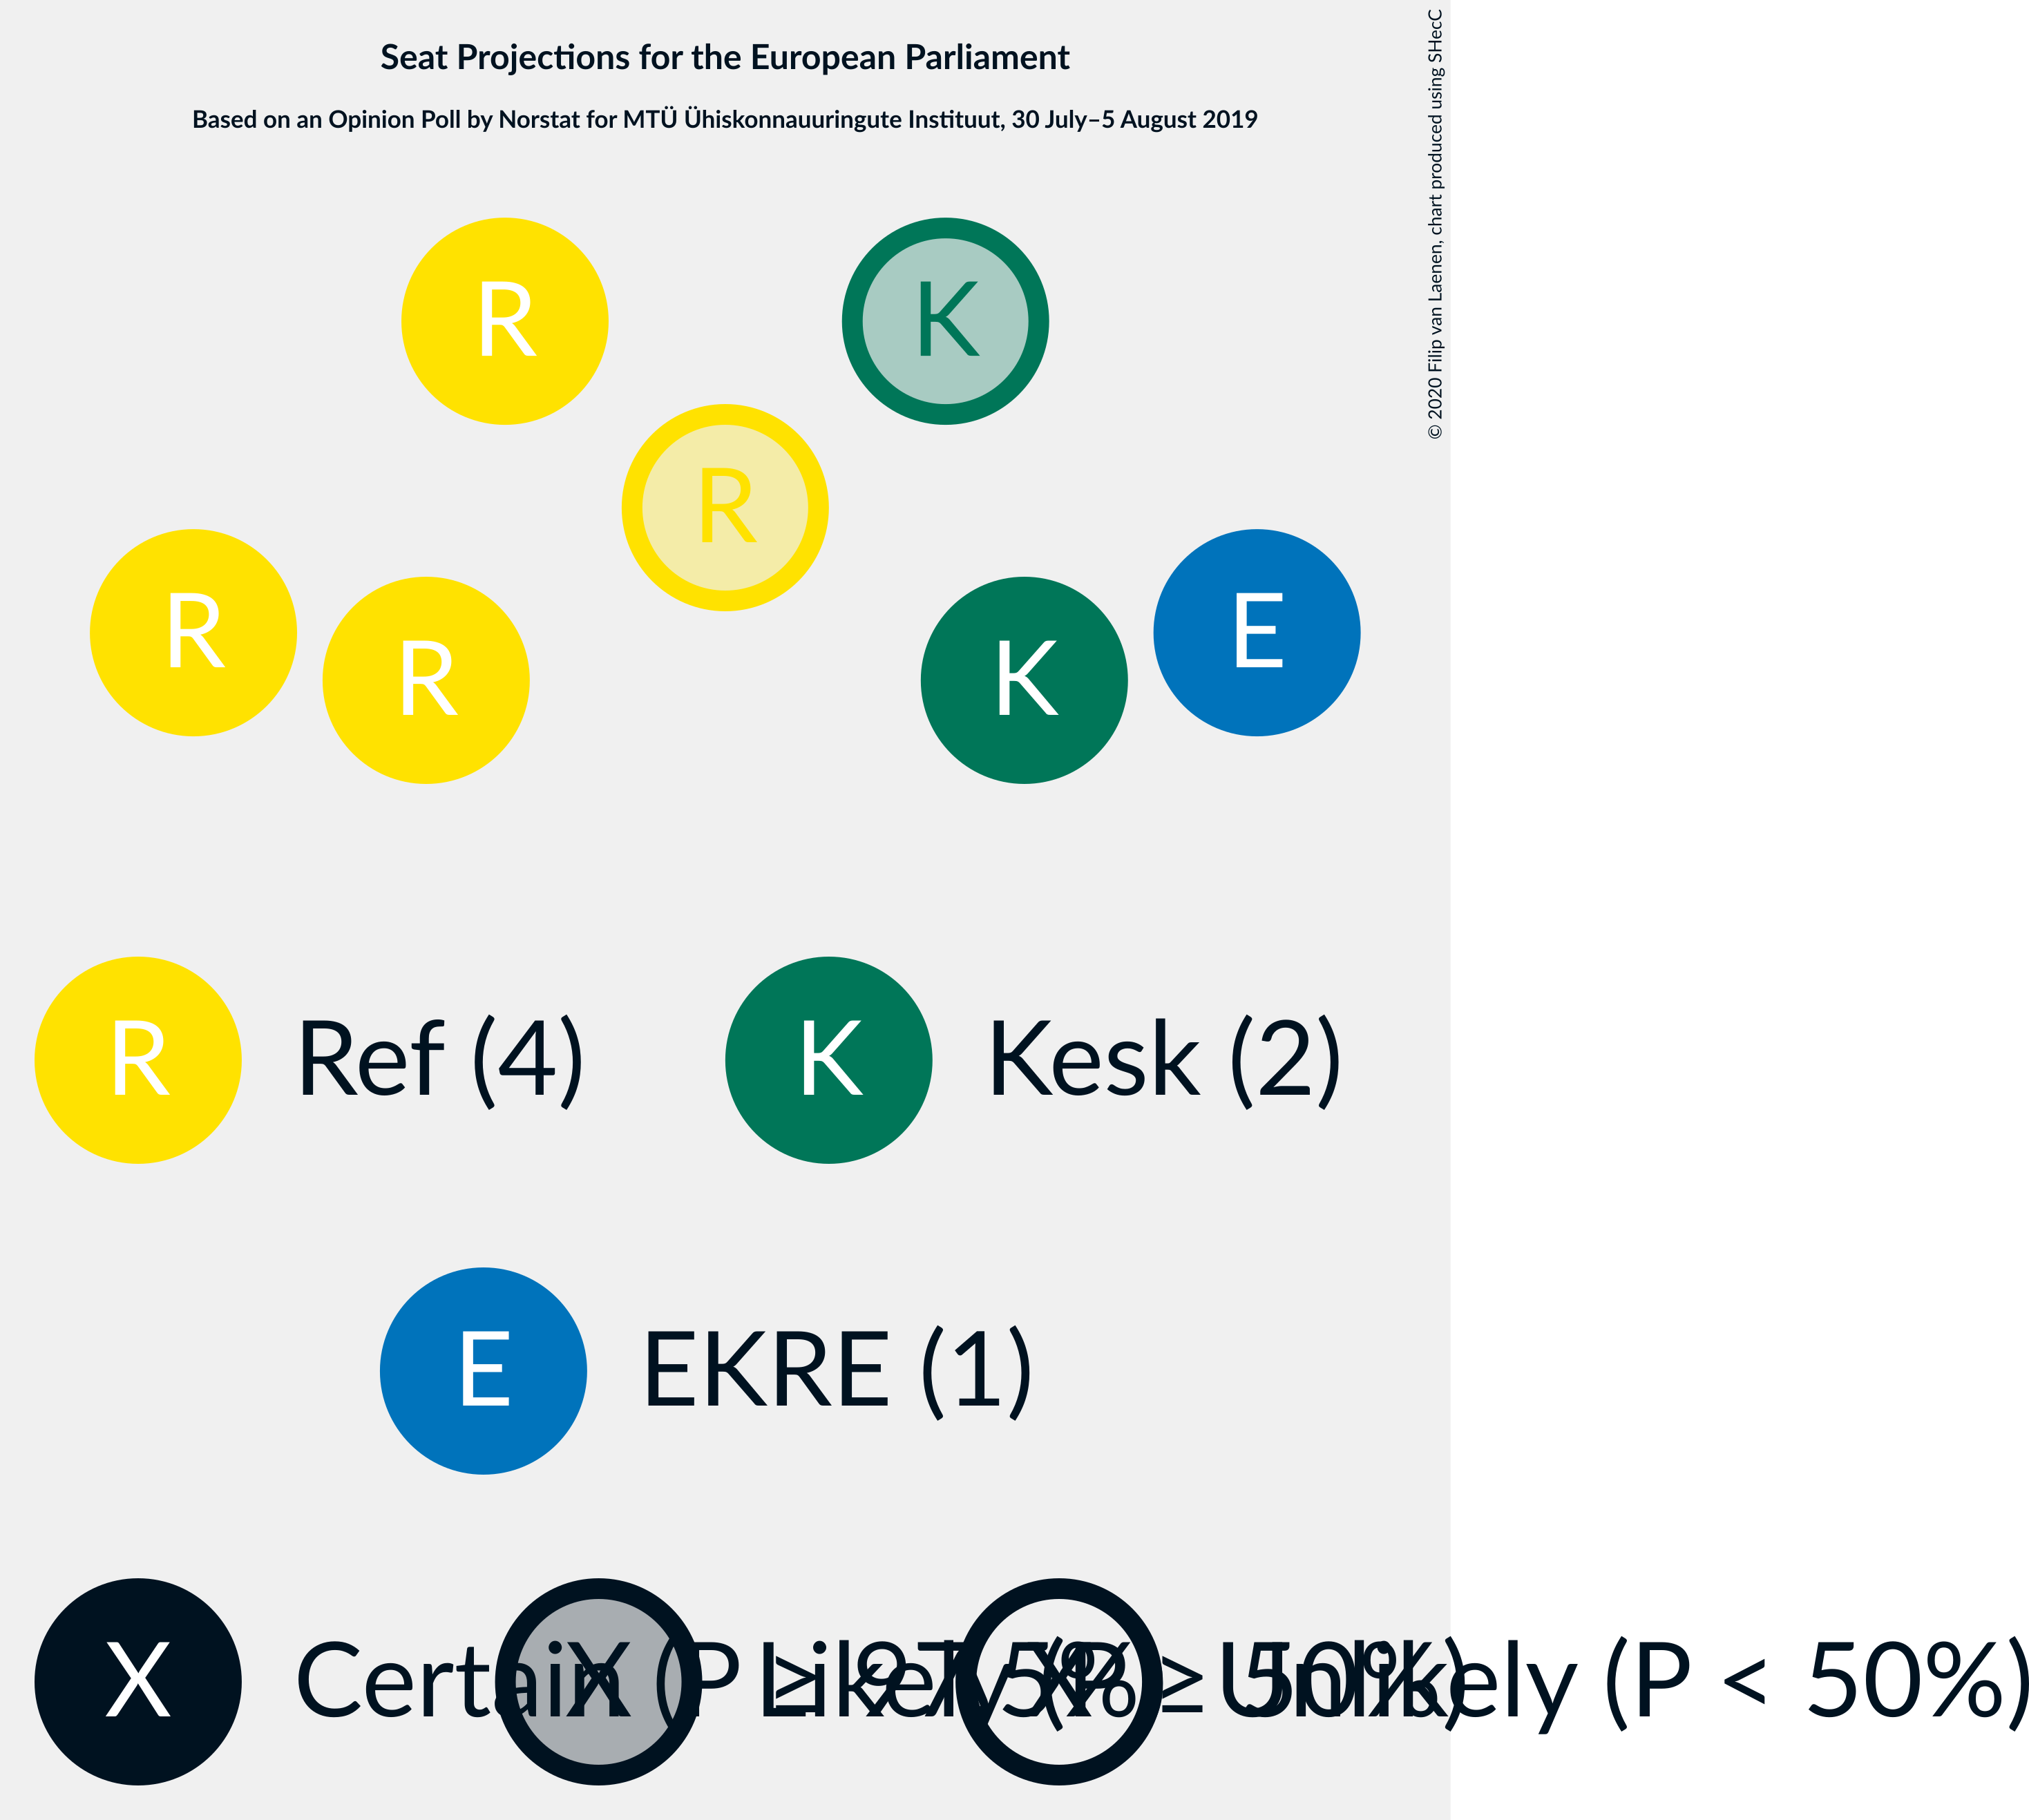 Seat Projections for the European Parliament
Based on an Opinion Poll by Norstat for MTÜ Ühiskonnauuringute Instituut, 30 July–5 August 2019
© 2020 Filip van Laenen, chart produced using SHecC
R
K
R
R
E
R
K
R Ref (4)
K Kesk (2)
E EKRE (1)
X Certain (P ≥ 95%)
X Likely (P ≥ 50%)
X Unlikely (P < 50%)